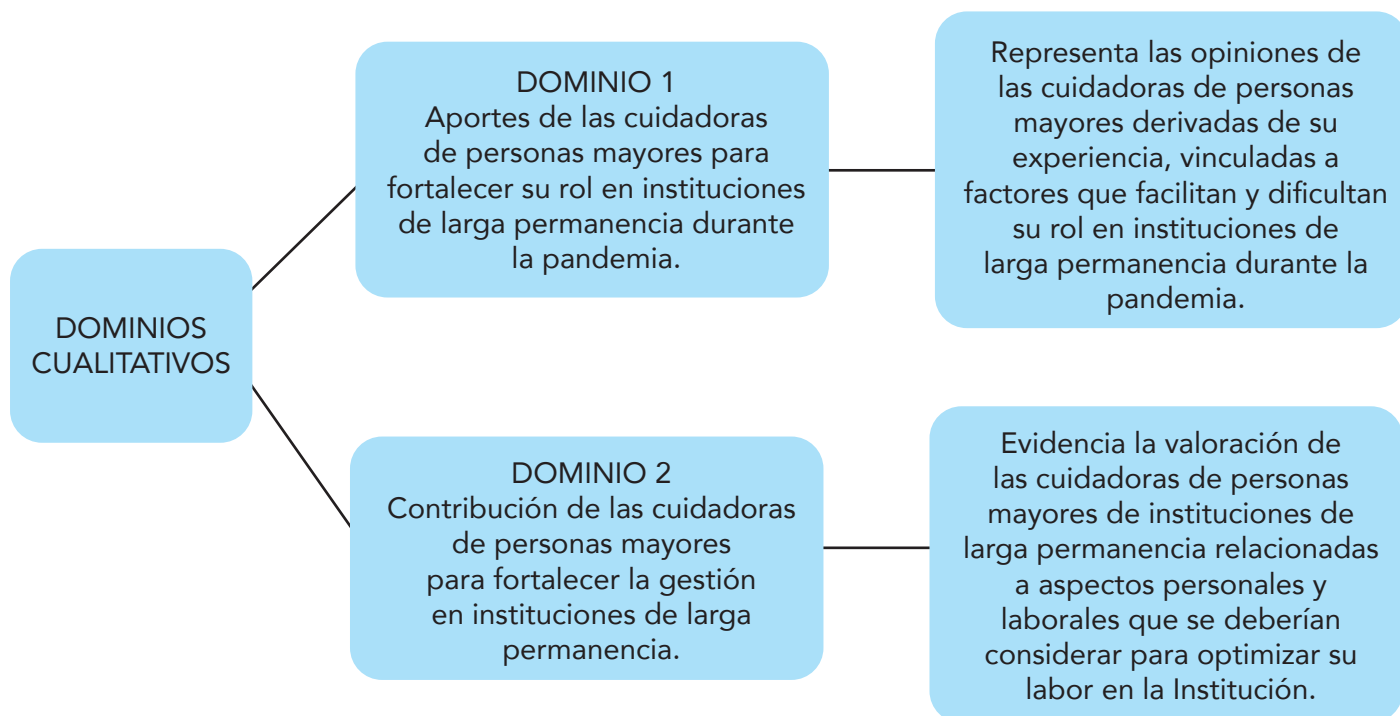 DOMINIOS
CUALITATIVOS
DOMINIO 1
Aportes de las cuidadoras
de personas mayores para
fortalecer su rol en instituciones
de larga permanencia durante
la pandemia.
Representa las opiniones de
las cuidadoras de personas
mayores derivadas de su
experiencia, vinculadas a
factores que facilitan y dificultan
su rol en instituciones de
larga permanencia durante la
pandemia.
DOMINIO 2
Contribución de las cuidadoras
de personas mayores
para fortalecer la gestión
en instituciones de larga
permanencia.
Evidencia la valoración de
las cuidadoras de personas
mayores de instituciones de
larga permanencia relacionadas
a aspectos personales y
laborales que se deberían
considerar para optimizar su
labor en la Institución.